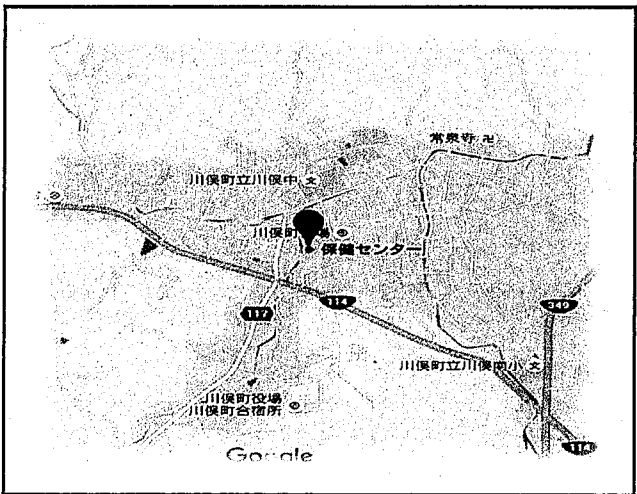 常泉寺
川俣町立川俣中
川俣町 場
保健センター
114
117
349
川俣町立川俣南小
川俣町役場
川俣町合宿所
114
Google